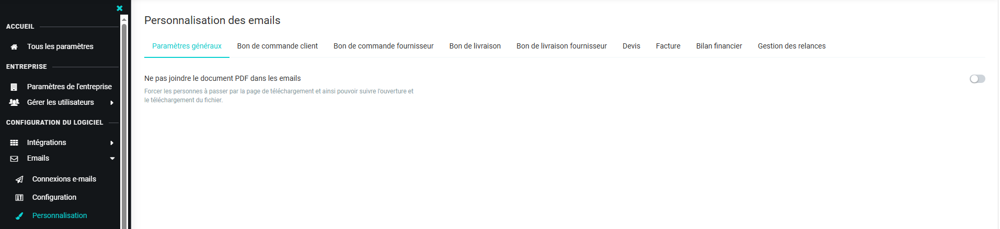 ACCUEIL
Tous les paramètres
ENTREPRISE
Paramètres de l'entreprise
Gérer les utilisateurs
CONFIGURATION DU LOGICIEL
Intégrations
Emails
Connexions e-mails
Configuration
Personnalisation
Personnalisation des emails
Paramètres généraux Bon de commande client Bon de commande fournisseur Bon de livraison Bon de livraison fournisseur Devis Facture Bilan financier Gestion des relances
Ne pas joindre le document PDF dans les emails
Forcer les personnes à passer par la page de téléchargement et ainsi pouvoir suivre l'ouverture et
le téléchargement du fichier.